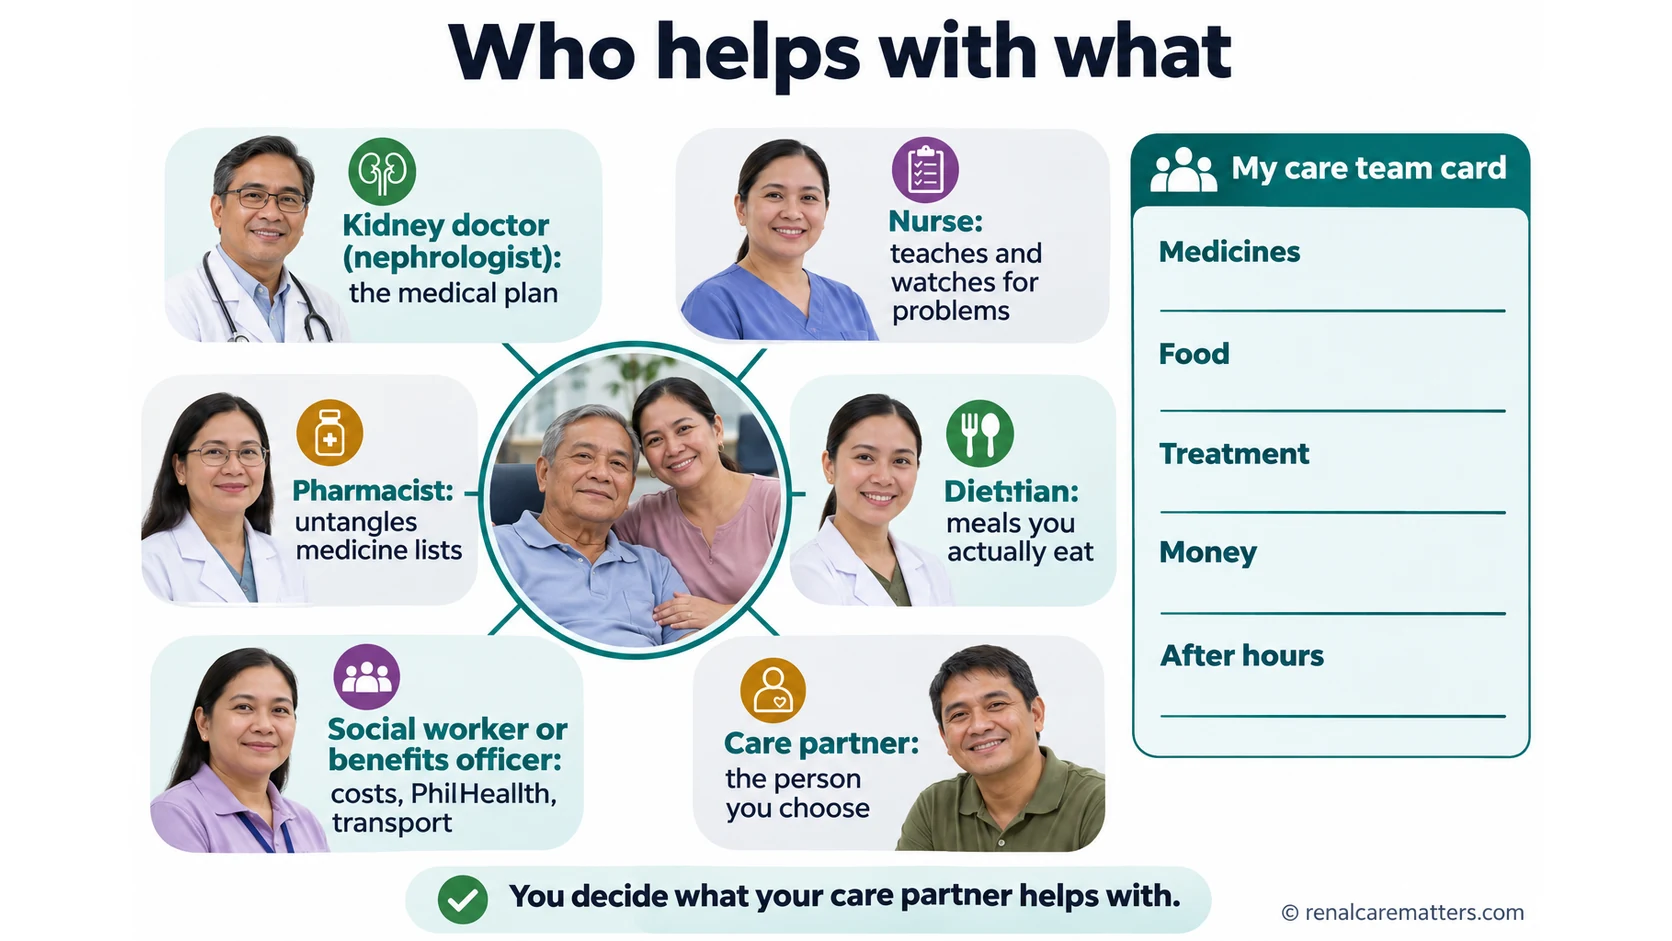 Who helps with what
Kidney doctor
(nephrologist):
the medical plan
Nurse:
teaches and
watches for
problems
Pharmacist:
untangles
medicine lists
Dietitian:
meals you
actually eat
Social worker or
benefits officer:
costs, PhilHeallth,
transport
Care partner:
the person
you choose
You decide what your care partner helps with.
My care team card
Medicines
Food
Treatment
Money
After hours
© renalcarematters.com